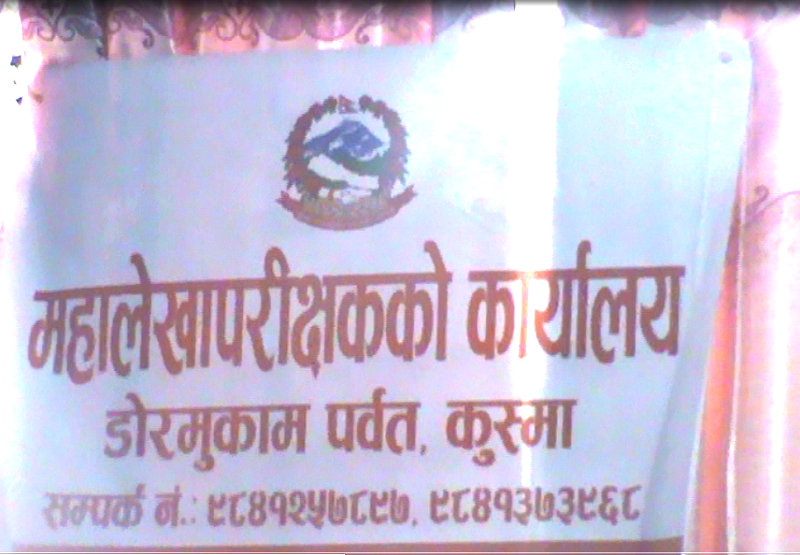 महालेखापरीक्षकको कार्यालय
डोरमुकाम पर्वत, कुस्मा
सम्पर्क नं.: ९८४१२५७८९७, ९८४१३७३९६८